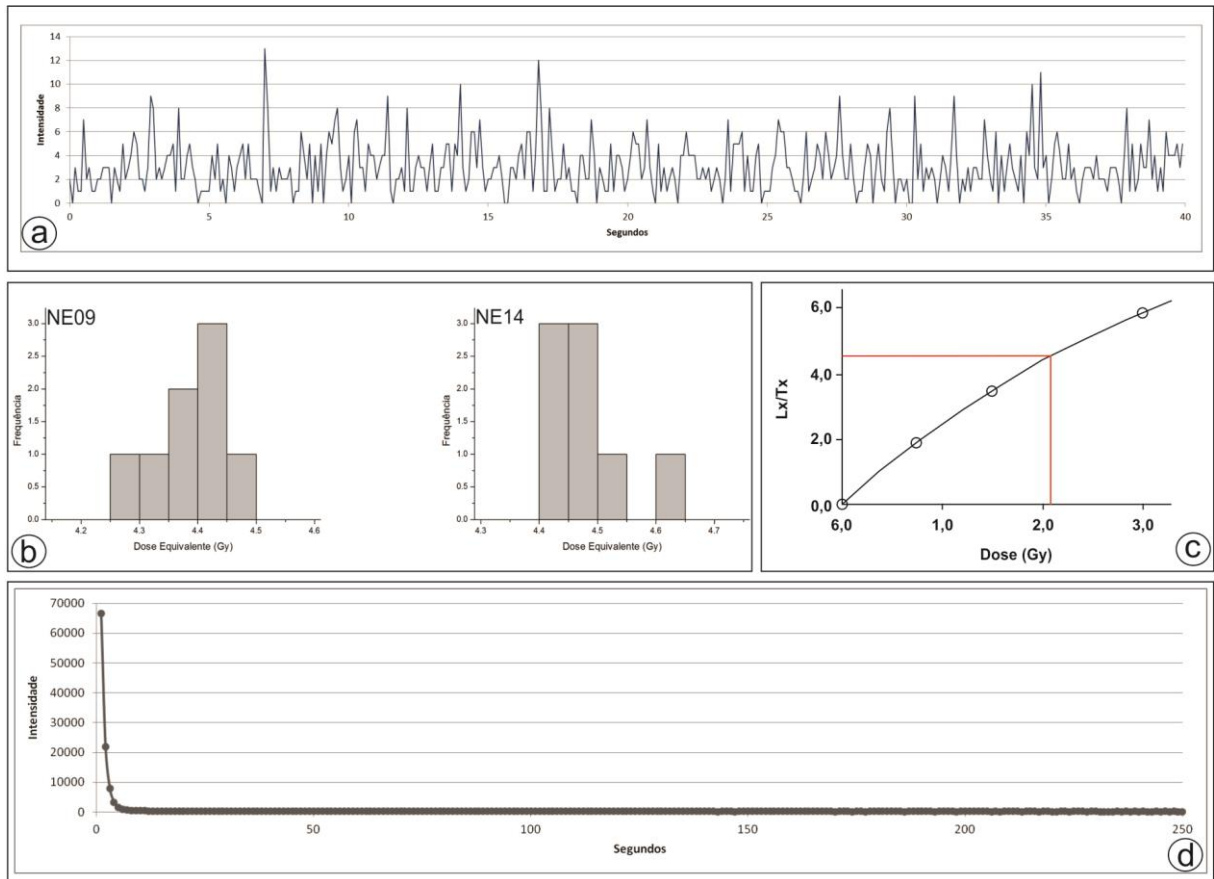 14
12
10
8
6
4
2
0
Intensidade
0 5 10 15 20 25 30 35 40
Segundos
a
NE09
3.0
2.5
2.0
1.5
1.0
0.5
0.0
Frequência
4.2 4.3 4.4 4.5 4.6
Dose Equivalente (Gy)
b
NE14
3.0
2.5
2.0
1.5
1.0
0.5
0.0
Frequência
4.3 4.4 4.5 4.6 4.7
Dose Equivalente (Gy)
6,0
4,0
2,0
0,0
Lx/Tx
6,0 1,0 2,0 3,0
Dose (Gy)
c
70000
60000
50000
40000
30000
20000
10000
0
Intensidade
0 50 100 150 200 250
Segundos
d